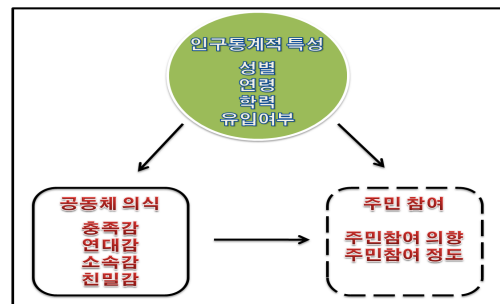 인구통계적 특성
성별
연령
학력
유입여부
공동체 의식
충족감
연대감
소속감
친밀감
주민 참여
주민참여 의향
주민참여 정도